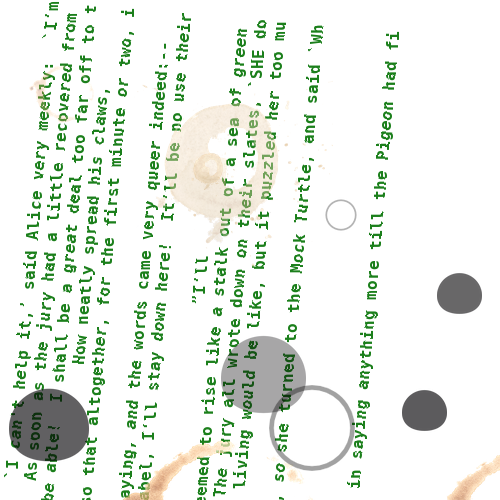 `I can't help it,' said Alice very meekly:  `I'm
As soon as the jury had a little recovered from
be able!  I shall be a great deal too far off to t
How neatly spread his claws,
so that altogether, for the first minute or two, i
aying, and the words came very queer indeed:--
abel, I'll stay down here!  It'll be no use their
"I'll
eemed to rise like a stalk out of a sea of green
The jury all wrote down on their slates, `SHE do
living would be like, but it puzzled her too mu
, so she turned to the Mock Turtle, and said `Wh
in saying anything more till the Pigeon had fi